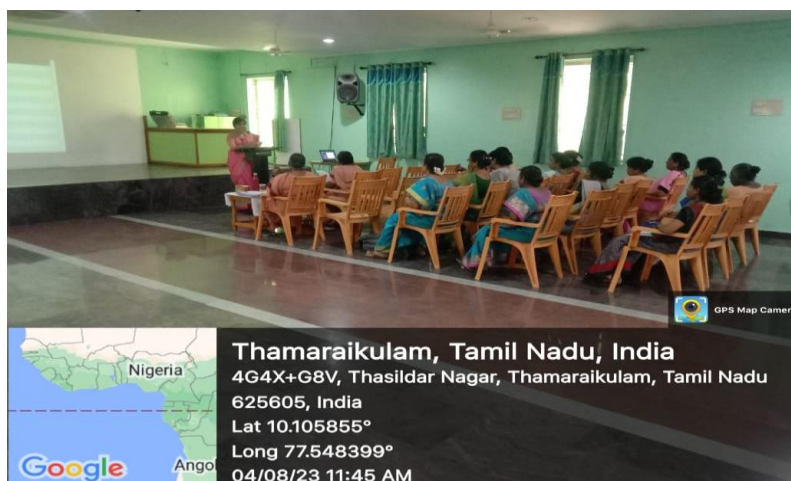 GPS Map Camer
Nigeria
Angol
Google
Thamaraikulam, Tamil Nadu, India
4G4X+G8V, Thasildar Nagar, Thamaraikulam, Tamil Nadu
625605, India
Lat 10.105855°
Long 77.548399°
04/08/23 11:45 AM